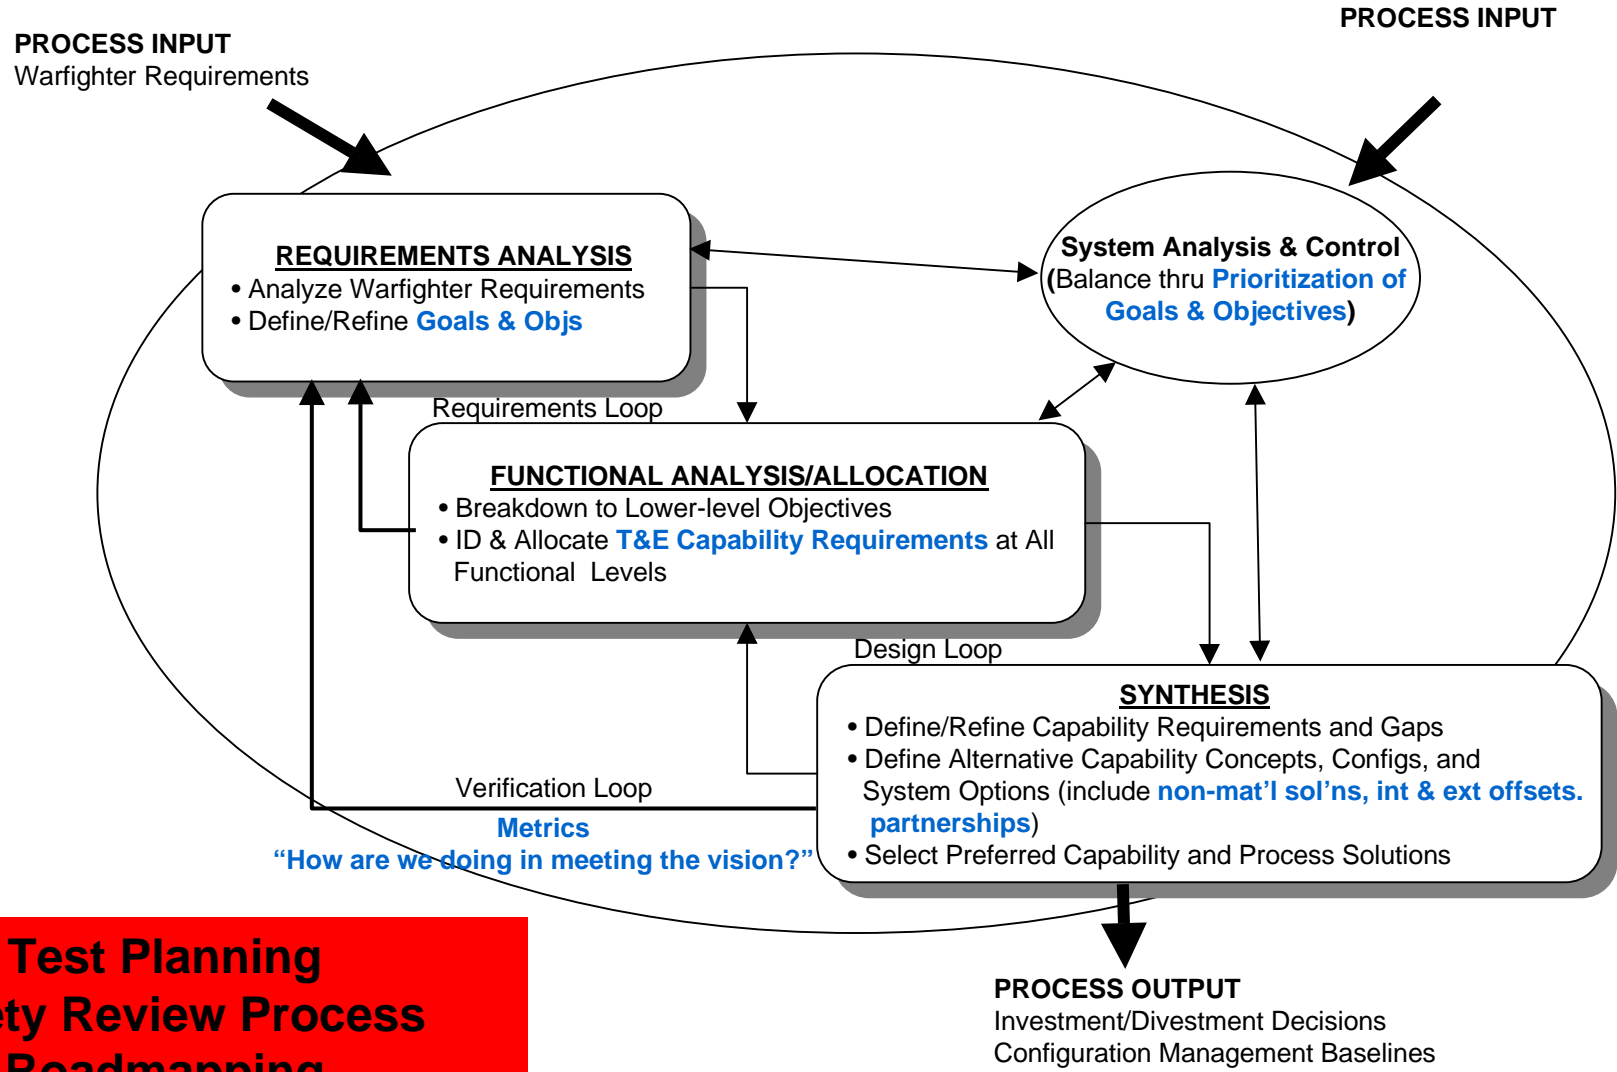 PROCESS INPUT
PROCESS INPUT
Warfighter Requirements
REQUIREMENTS ANALYSIS
• Analyze Warfighter Requirements
• Define/Refine Goals & Objs
System Analysis & Control
(Balance thru Prioritization of
Goals & Objectives)
Requirements Loop
FUNCTIONAL ANALYSIS/ALLOCATION
• Breakdown to Lower-level Objectives
• ID & Allocate T&E Capability Requirements at All
Functional Levels
Design Loop
SYNTHESIS
• Define/Refine Capability Requirements and Gaps
• Define Alternative Capability Concepts, Configs, and
System Options (include non-mat’l sol’ns, int & ext offsets.
partnerships)
• Select Preferred Capability and Process Solutions
Verification Loop
Metrics
“How are we doing in meeting the vision?”
Test Planning
ety Review Process
Roadmapping
PROCESS OUTPUT
Investment/Divestment Decisions
Configuration Management Baselines